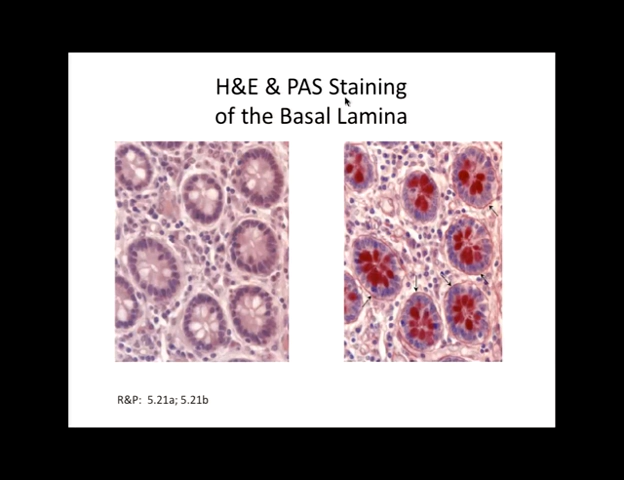 H&E & PAS Staining
of the Basal Lamina
R&P: 5.21a; 5.21b